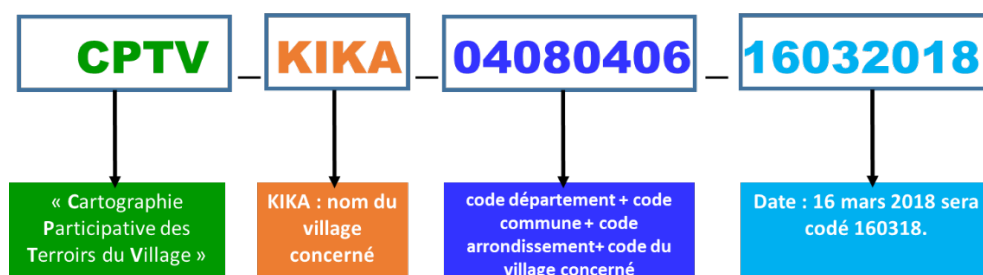 CPTV _ KIKA _ 04080406 _ 16032018
« Cartographie
Participative des
Terroirs du Village »
KIKA : nom du
village
concerné
code département + code
commune + code
arrondissement+ code du
village concerné
Date : 16 mars 2018 sera
codé 160318.